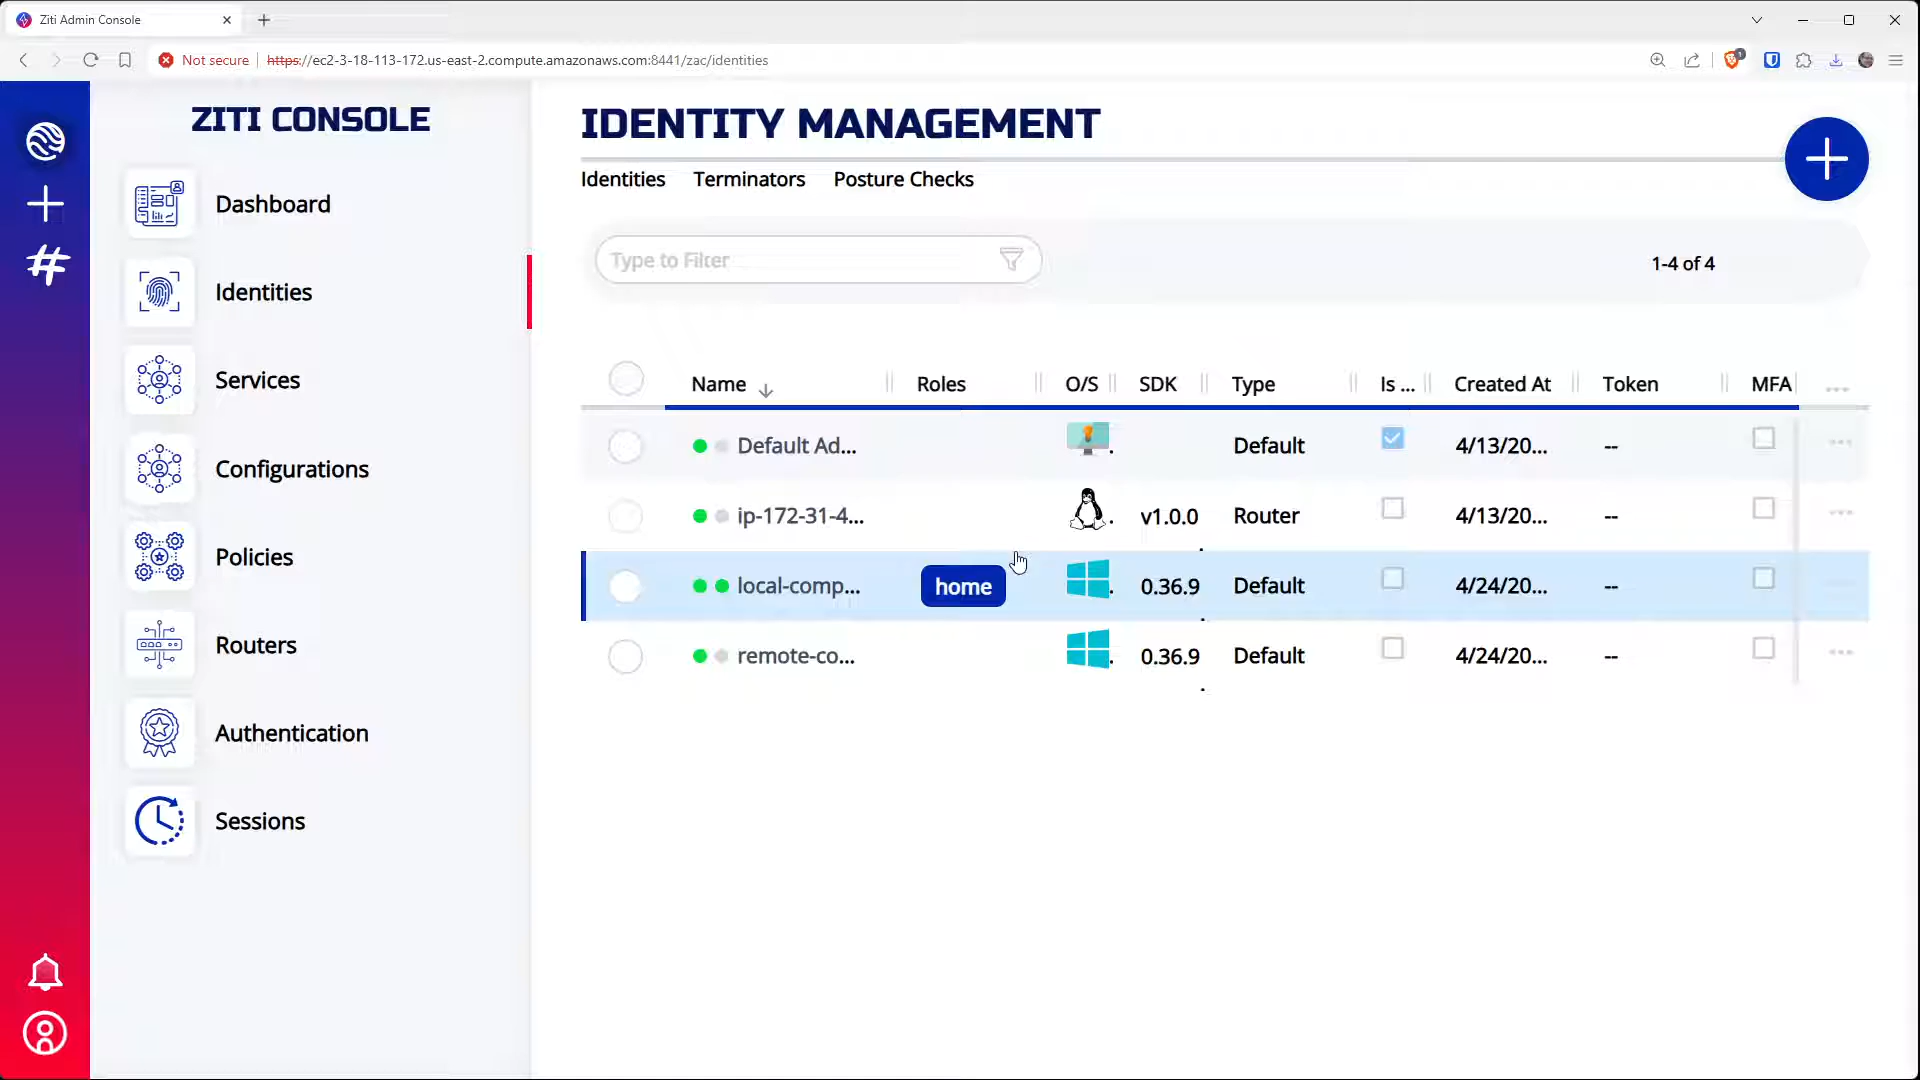 Ziti Admin Console
Not secure https://ec2-3-18-113-172.us-east-2.compute.amazonaws.com:8441/zac/identities
1
ZITI CONSOLE
Dashboard
Identities
Services
Configurations
Policies
Routers
Authentication
Sessions
IDENTITY MANAGEMENT
Identities Terminators Posture Checks
Type to Filter
1-4 of 4
Name Roles O/S SDK Type Is ... Created At Token MFA ...
Default Ad... . Default 4/13/20... -- ...
ip-172-31-4... . v1.0.0. Router 4/13/20... -- ...
local-comp... home . 0.36.9. Default 4/24/20... -- ...
remote-co... . 0.36.9. Default 4/24/20... -- ...